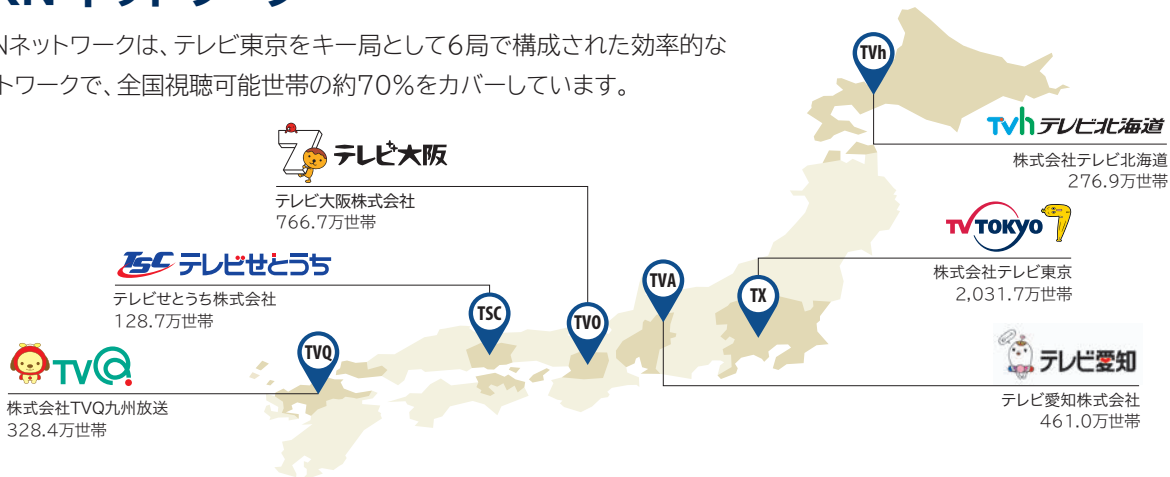 Nネットワークは、テレビ東京をキー局として6局で構成された効率的な
トワークで、全国視聴可能世帯の約70%をカバーしています。
TVh
tvh テレビ北海道
株式会社テレビ北海道
276.9万世帯
テレビ大阪
テレビ大阪株式会社
766.7万世帯
TV TOKYO
株式会社テレビ東京
2,031.7万世帯
TSC テレビせとうち
テレビせとうち株式会社
128.7万世帯
TVA
TX
TSC
TVO
TVQ
テレビ愛知
テレビ愛知株式会社
461.0万世帯
TVQ
株式会社TVQ九州放送
328.4万世帯